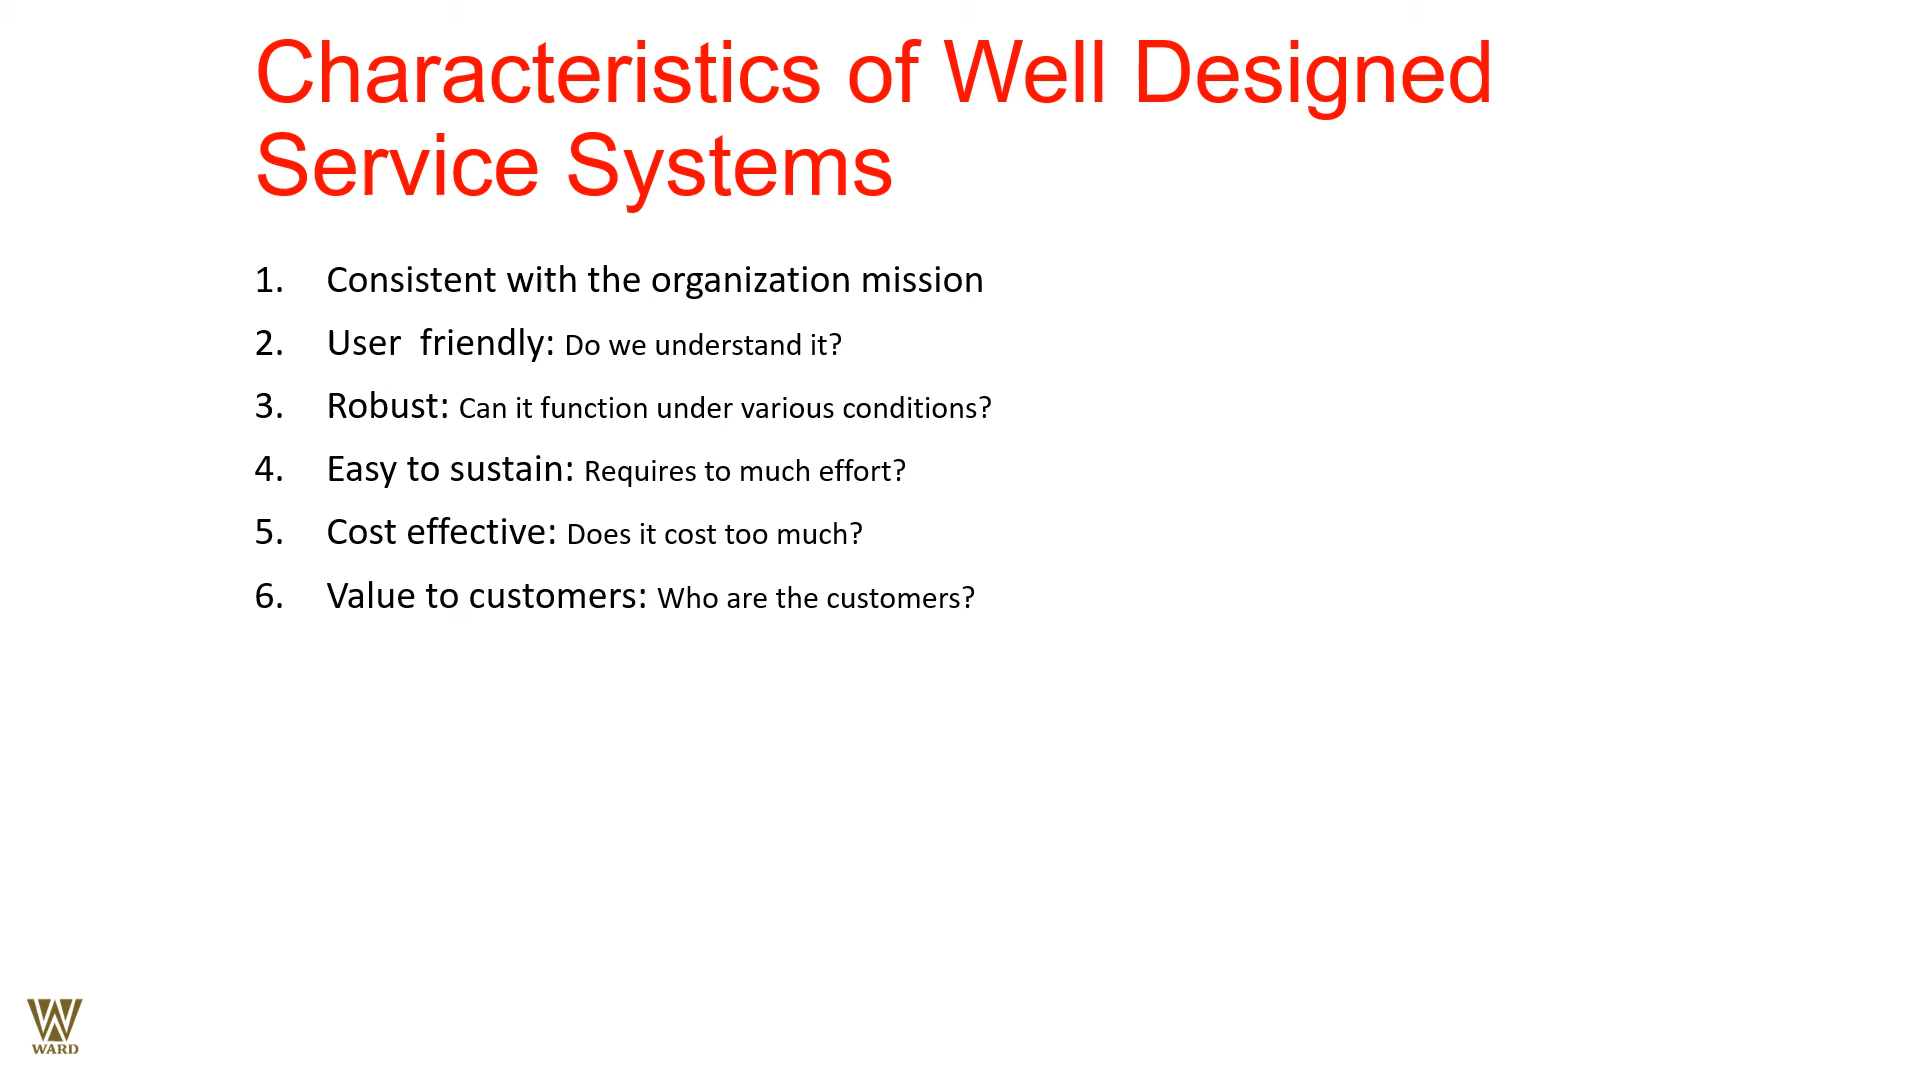 Characteristics of Well Designed
Service Systems
1. Consistent with the organization mission
2. User  friendly: Do we understand it?
3. Robust: Can it function under various conditions?
4. Easy to sustain: Requires to much effort?
5. Cost effective: Does it cost too much?
6. Value to customers: Who are the customers?
WARD